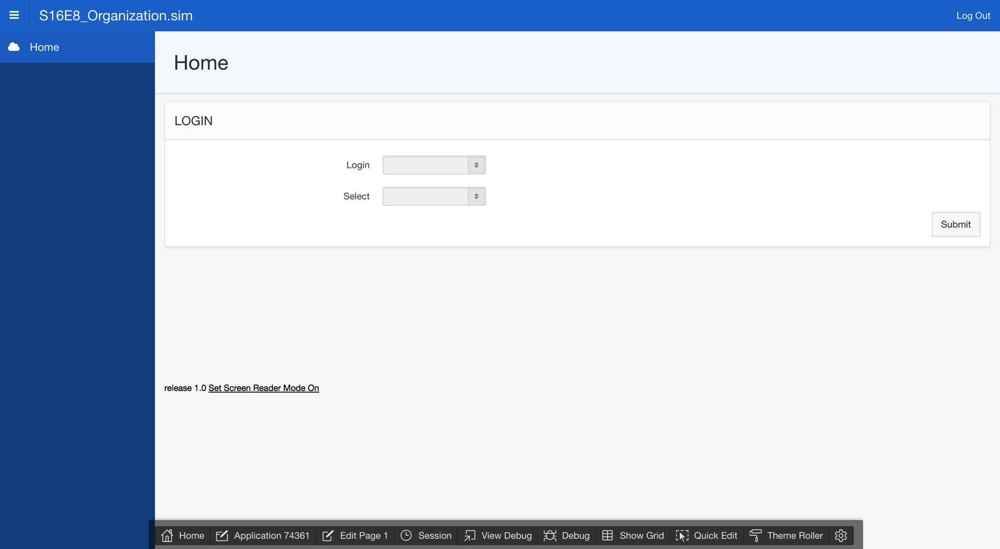 S16E8_Organization.sim
Log Out
Home
Home
LOGIN
Login
Select
Submit
release 1.0 Set Screen Reader Mode On
Home Application 74361 Edit Page 1 Session View Debug Debug Show Grid Quick Edit Theme Roller